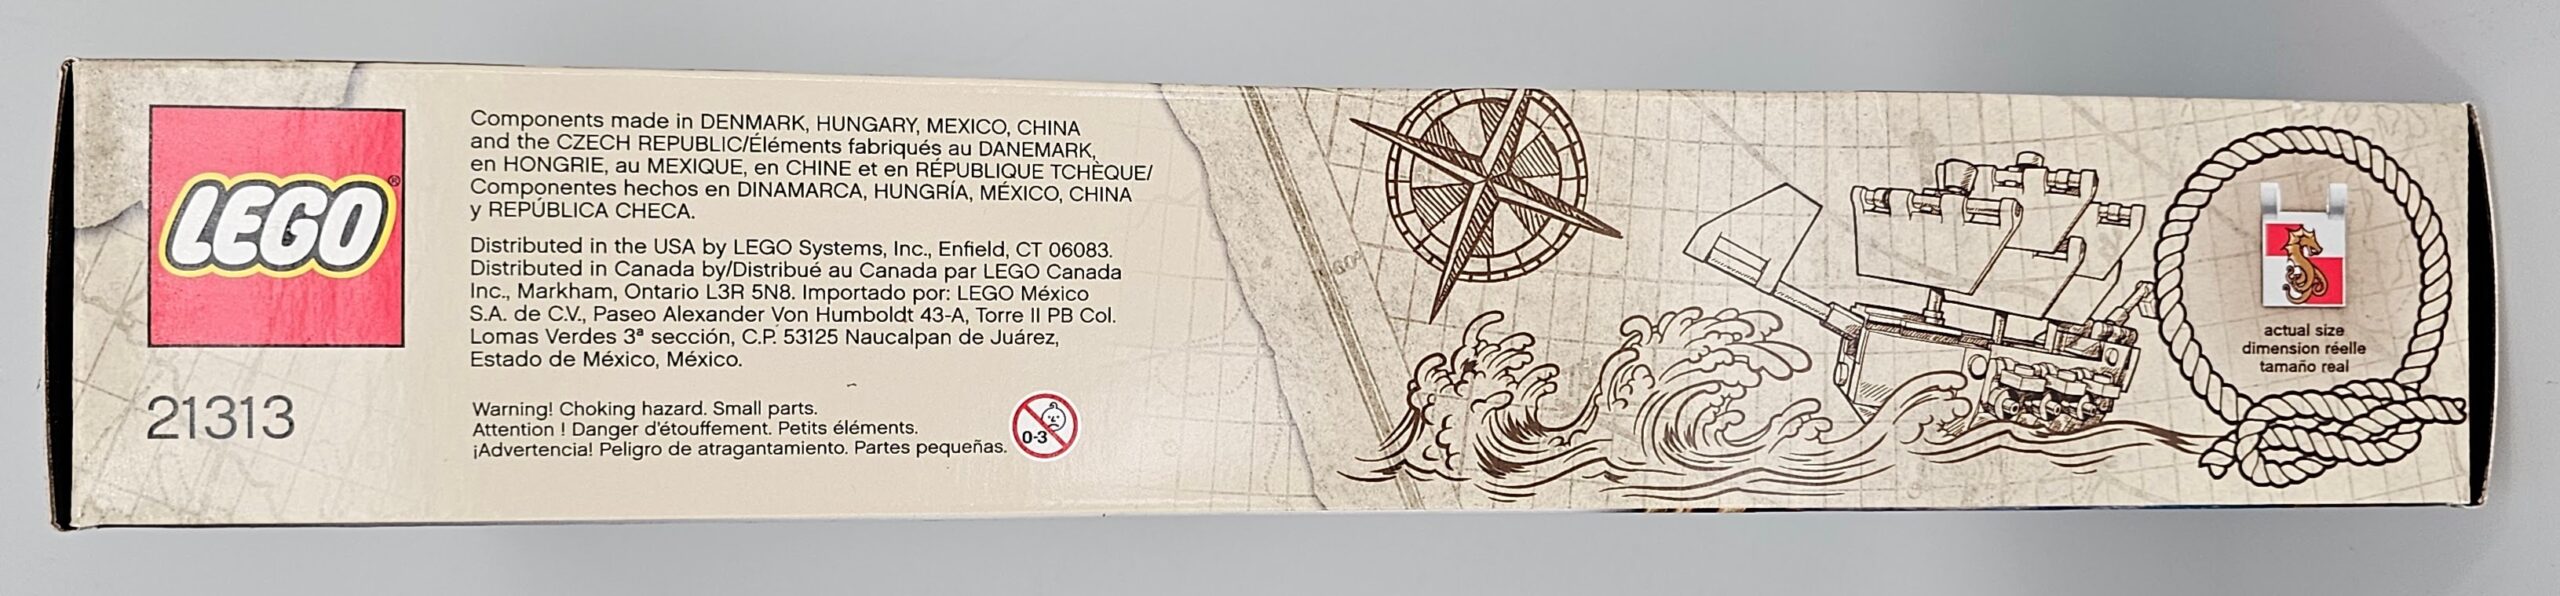 LEGO®
21313
Components made in DENMARK, HUNGARY, MEXICO, CHINA
and the CZECH REPUBLIC/Éléments fabriqués au DANEMARK,
en HONGRIE, au MEXIQUE, en CHINE et en RÉPUBLIQUE TCHÈQUE/
Componentes hechos en DINAMARCA, HUNGRÍA, MÉXICO, CHINA
y REPÚBLICA CHECA.
Distributed in the USA by LEGO Systems, Inc., Enfield, CT 06083.
Distributed in Canada by/Distribué au Canada par LEGO Canada
Inc., Markham, Ontario L3R 5N8. Importado por: LEGO México
S.A. de C.V., Paseo Alexander Von Humboldt 43-A, Torre II PB Col.
Lomas Verdes 3ª sección, C.P. 53125 Naucalpan de Juárez,
Estado de México, México.
Warning! Choking hazard. Small parts.
Attention ! Danger d'étouffement. Petits éléments.
¡Advertencia! Peligro de atragantamiento. Partes pequeñas.
0-3
actual size
dimension réelle
tamaño real